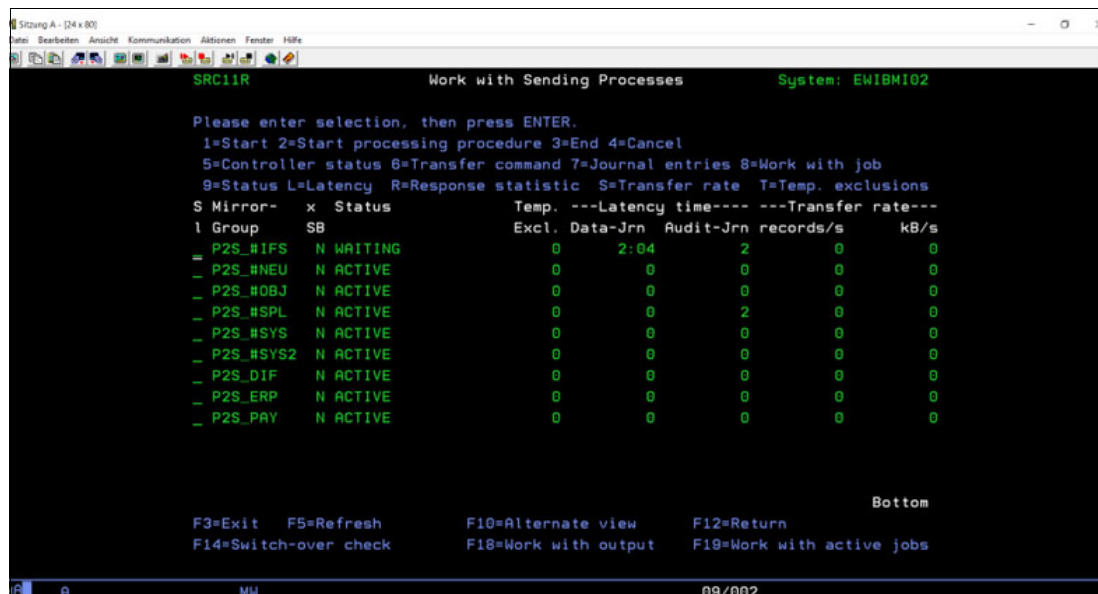 Sitzung A - [24 x 80]
Datei Bearbeiten Ansicht Kommunikation Aktionen Fenster Hilfe
SRC11R Work with Sending Processes System: EWIBMI02
Please enter selection, then press ENTER.
1=Start 2=Start processing procedure 3=End 4=Cancel
5=Controller status 6=Transfer command 7=Journal entries 8=Work with job
9=Status L=Latency R=Response statistic S=Transfer rate T=Temp. exclusions
S Mirror- x Status Temp. ---Latency time---- ---Transfer rate---
l Group SB Excl. Data-Jrn Audit-Jrn records/s kB/s
_ P2S_#IFS N WAITING 0 2:04 2 0 0
_ P2S_#NEU N ACTIVE 0 0 0 0 0
_ P2S_#OBJ N ACTIVE 0 0 0 0 0
_ P2S_#SPL N ACTIVE 0 0 2 0 0
_ P2S_#SYS N ACTIVE 0 0 0 0 0
_ P2S_#SYS2 N ACTIVE 0 0 0 0 0
_ P2S_DIF N ACTIVE 0 0 0 0 0
_ P2S_ERP N ACTIVE 0 0 0 0 0
_ P2S_PAY N ACTIVE 0 0 0 0 0
Bottom
F3=Exit F5=Refresh F10=Alternate view F12=Return
F14=Switch-over check F18=Work with output F19=Work with active jobs
A MW 09/002